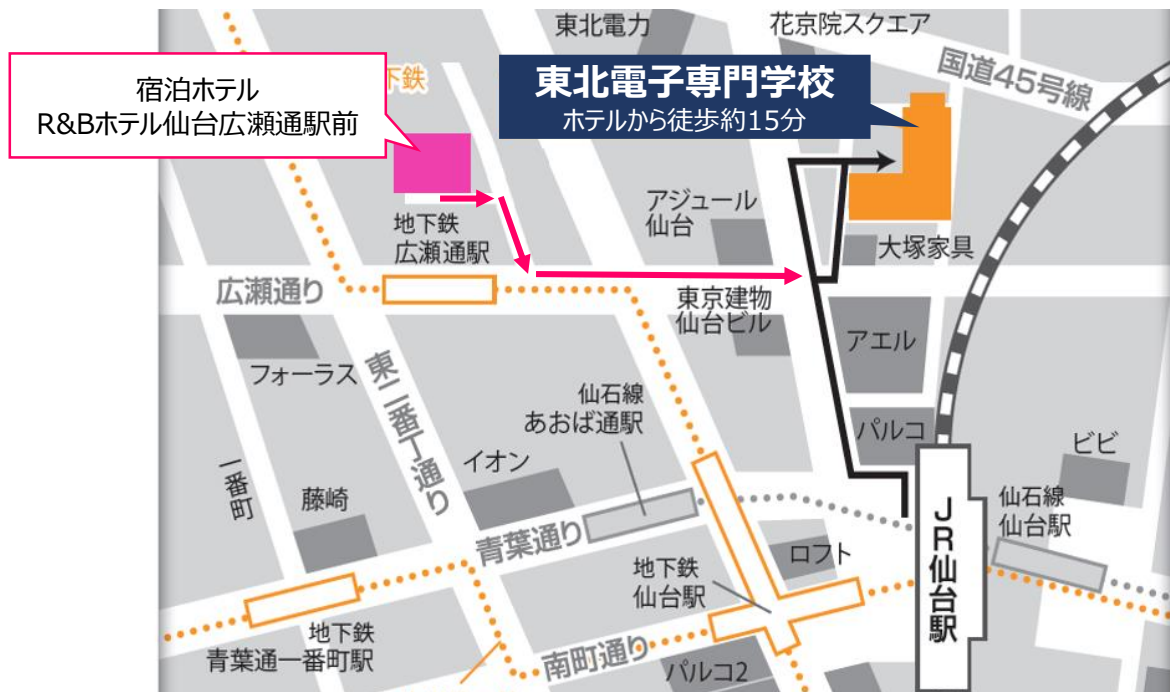 東北電力
花京院スクエア
国道45号線
宿泊ホテル
R&Bホテル仙台広瀬通駅前
下鉄
東北電子専門学校
ホテルから徒歩約15分
アジュール
仙台
地下鉄
広瀬通駅
大塚家具
広瀬通り
東京建物
仙台ビル
アエル
フォーラス
東二番丁通り
仙石線
あおば通駅
パルコ
ビビ
イオン
一番町
藤崎
青葉通り
JR仙台駅
仙石線
仙台駅
ロフト
地下鉄
仙台駅
地下鉄
青葉通一番町駅
南町通り
パルコ2